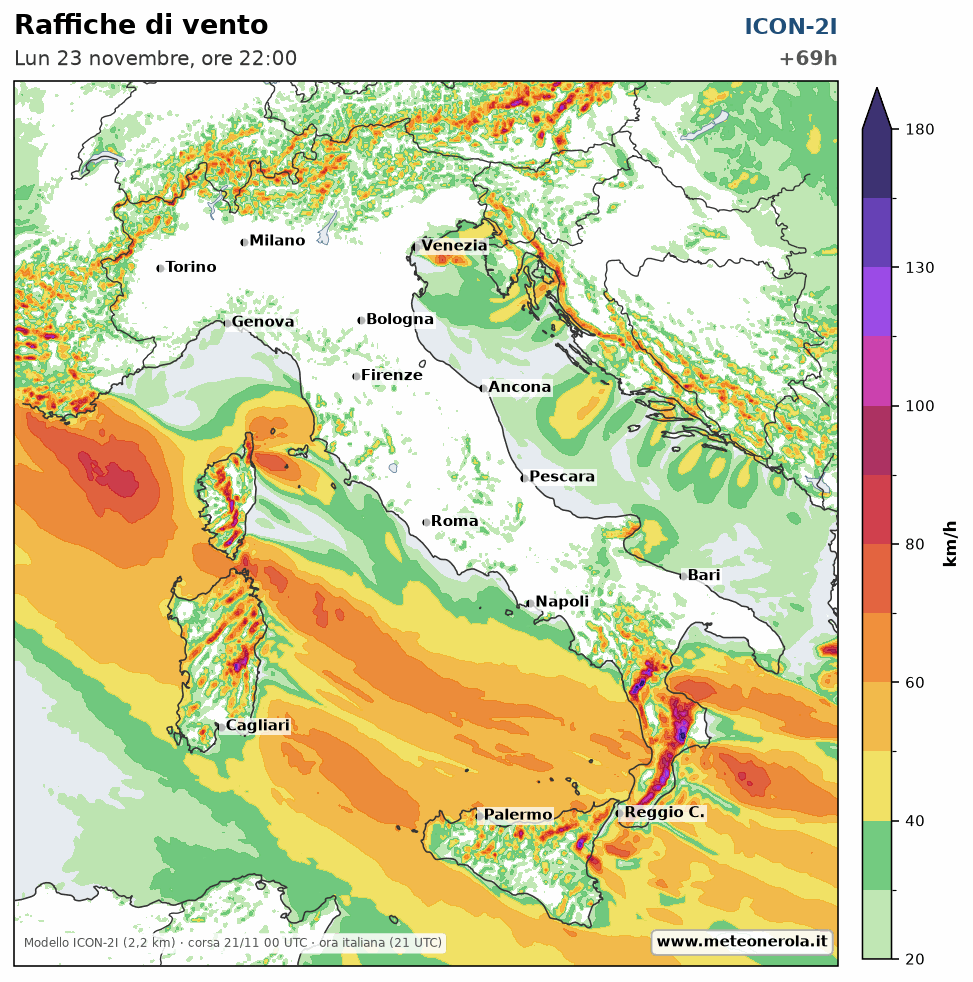 Raffiche di vento
ICON-2I
Lun 23 novembre, ore 22:00
+69h
180
130
100
80
60
40
20
km/h
Milano
Venezia
Torino
Genova
Bologna
Firenze
Ancona
Pescara
Roma
Bari
Napoli
Cagliari
Palermo
Reggio C.
Modello ICON-2I (2,2 km) · corsa 21/11 00 UTC · ora italiana (21 UTC)
www.meteonerola.it